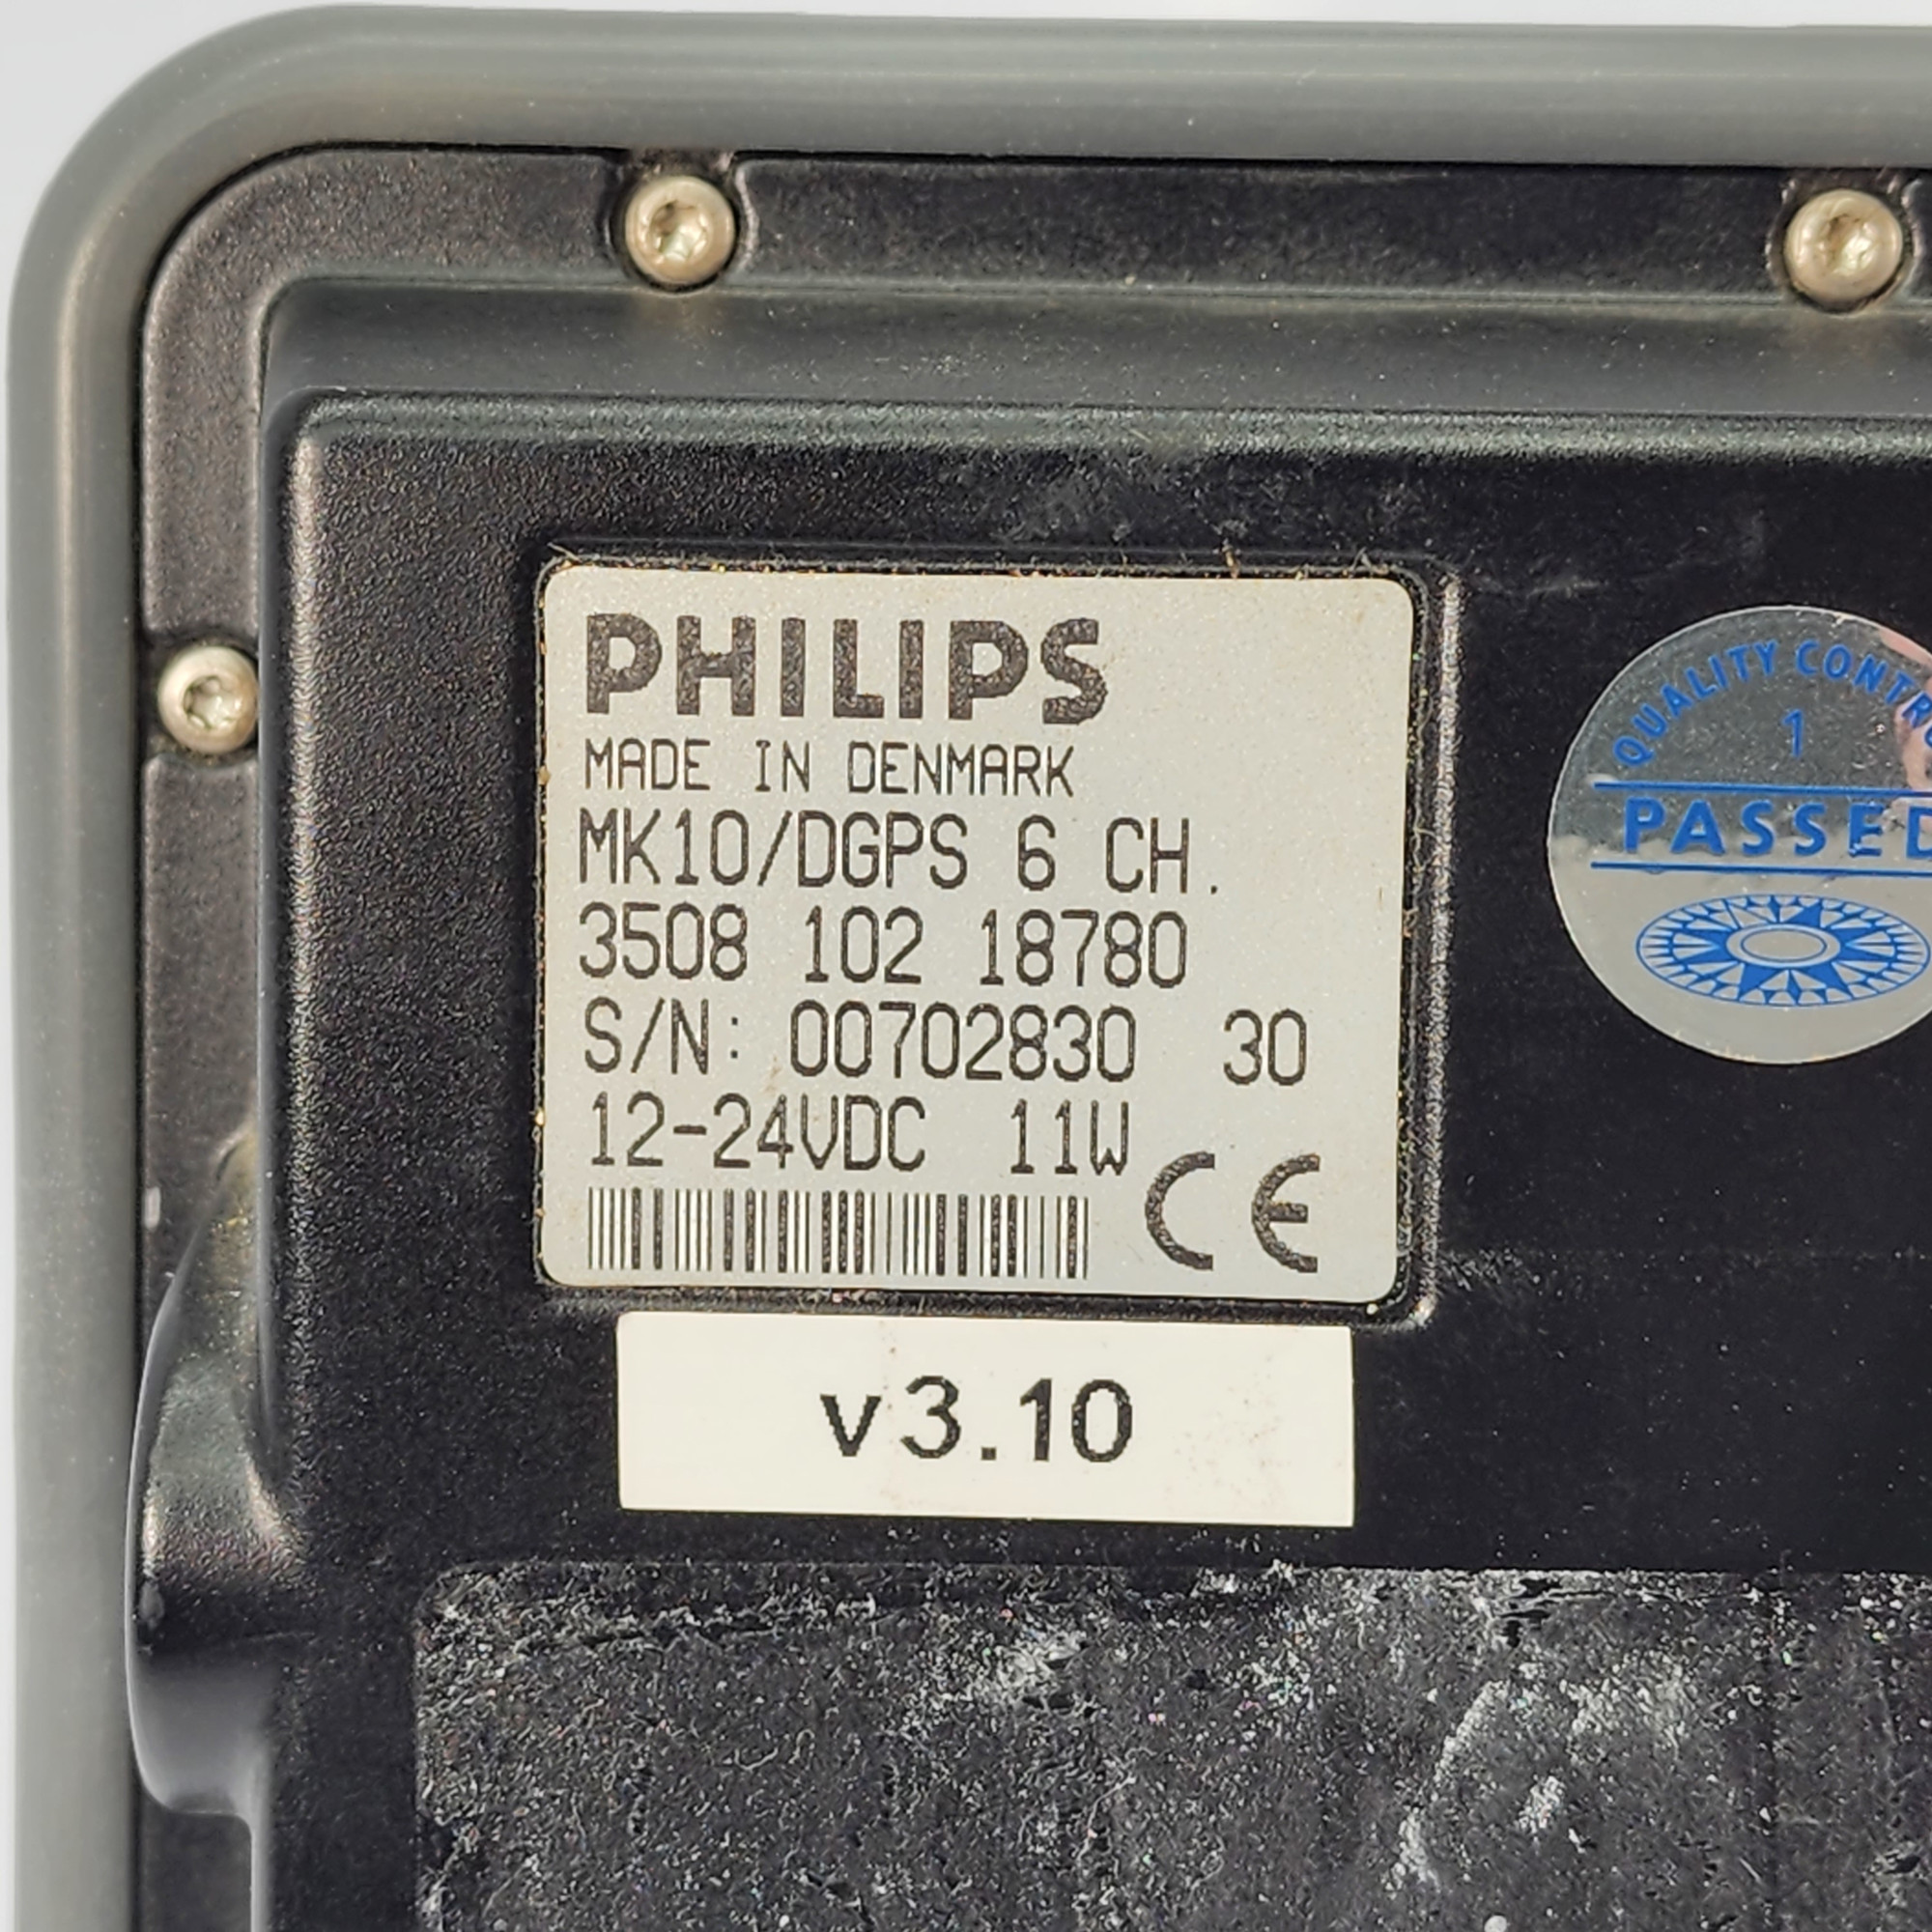 PHILIPS
MADE IN DENMARK
MK10/DGPS 6 CH.
3508 102 18780
S/N: 00702830 30
12-24VDC 11W
CE
v3.10
QUALITY CONTRO
1
PASSED